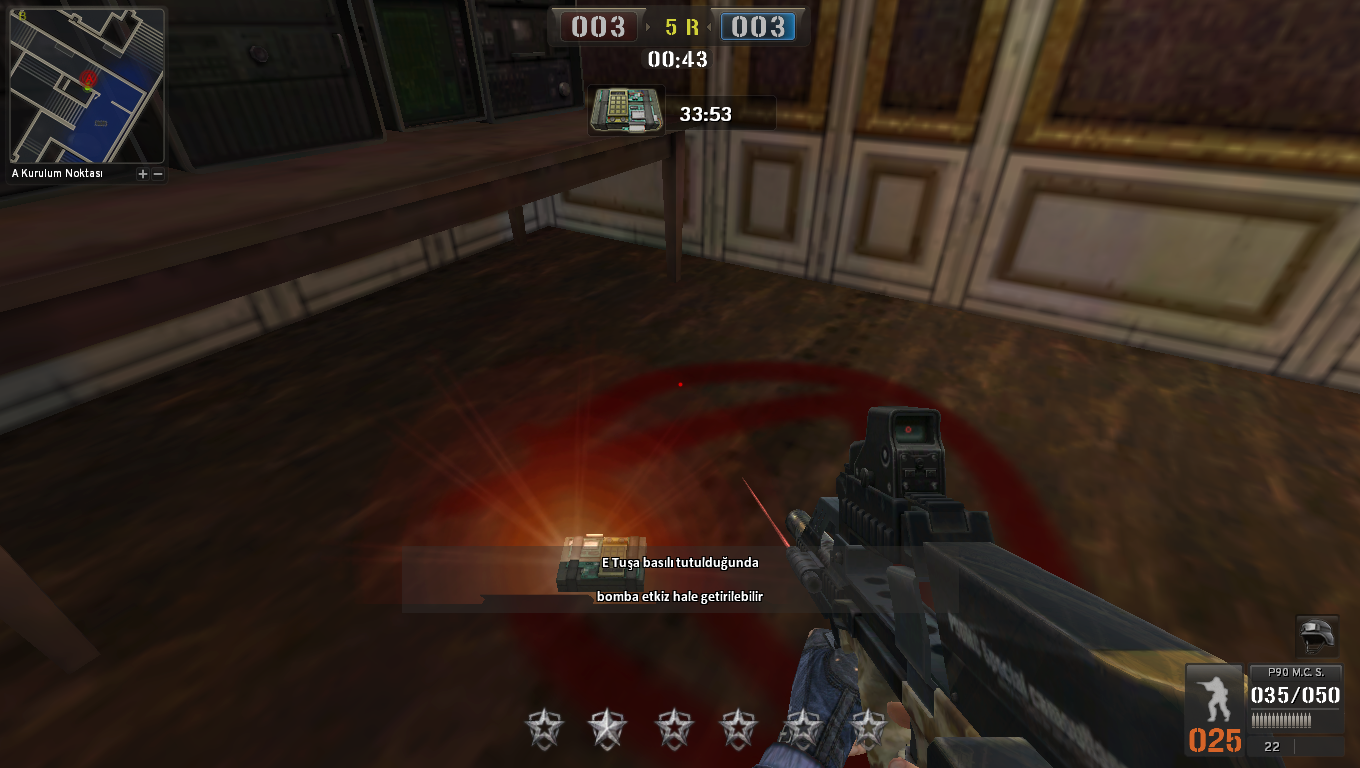 003
5 R
003
00:43
33:53
A Kurulum Noktası
+ −
E Tuşa basılı tutulduğunda
bomba etkiz hale getirilebilir
P90 M.C. S.
035/050
025
22